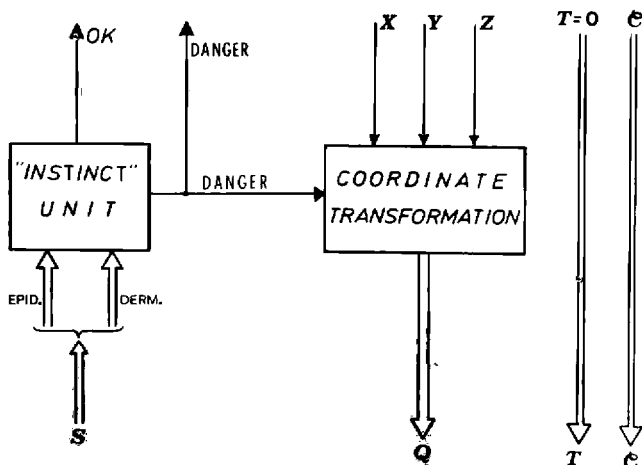 OK
DANGER
X Y Z
T=0 c
"INSTINCT"
UNIT
DANGER
COORDINATE
TRANSFORMATION
EPID. DERM.
S
Q
T c